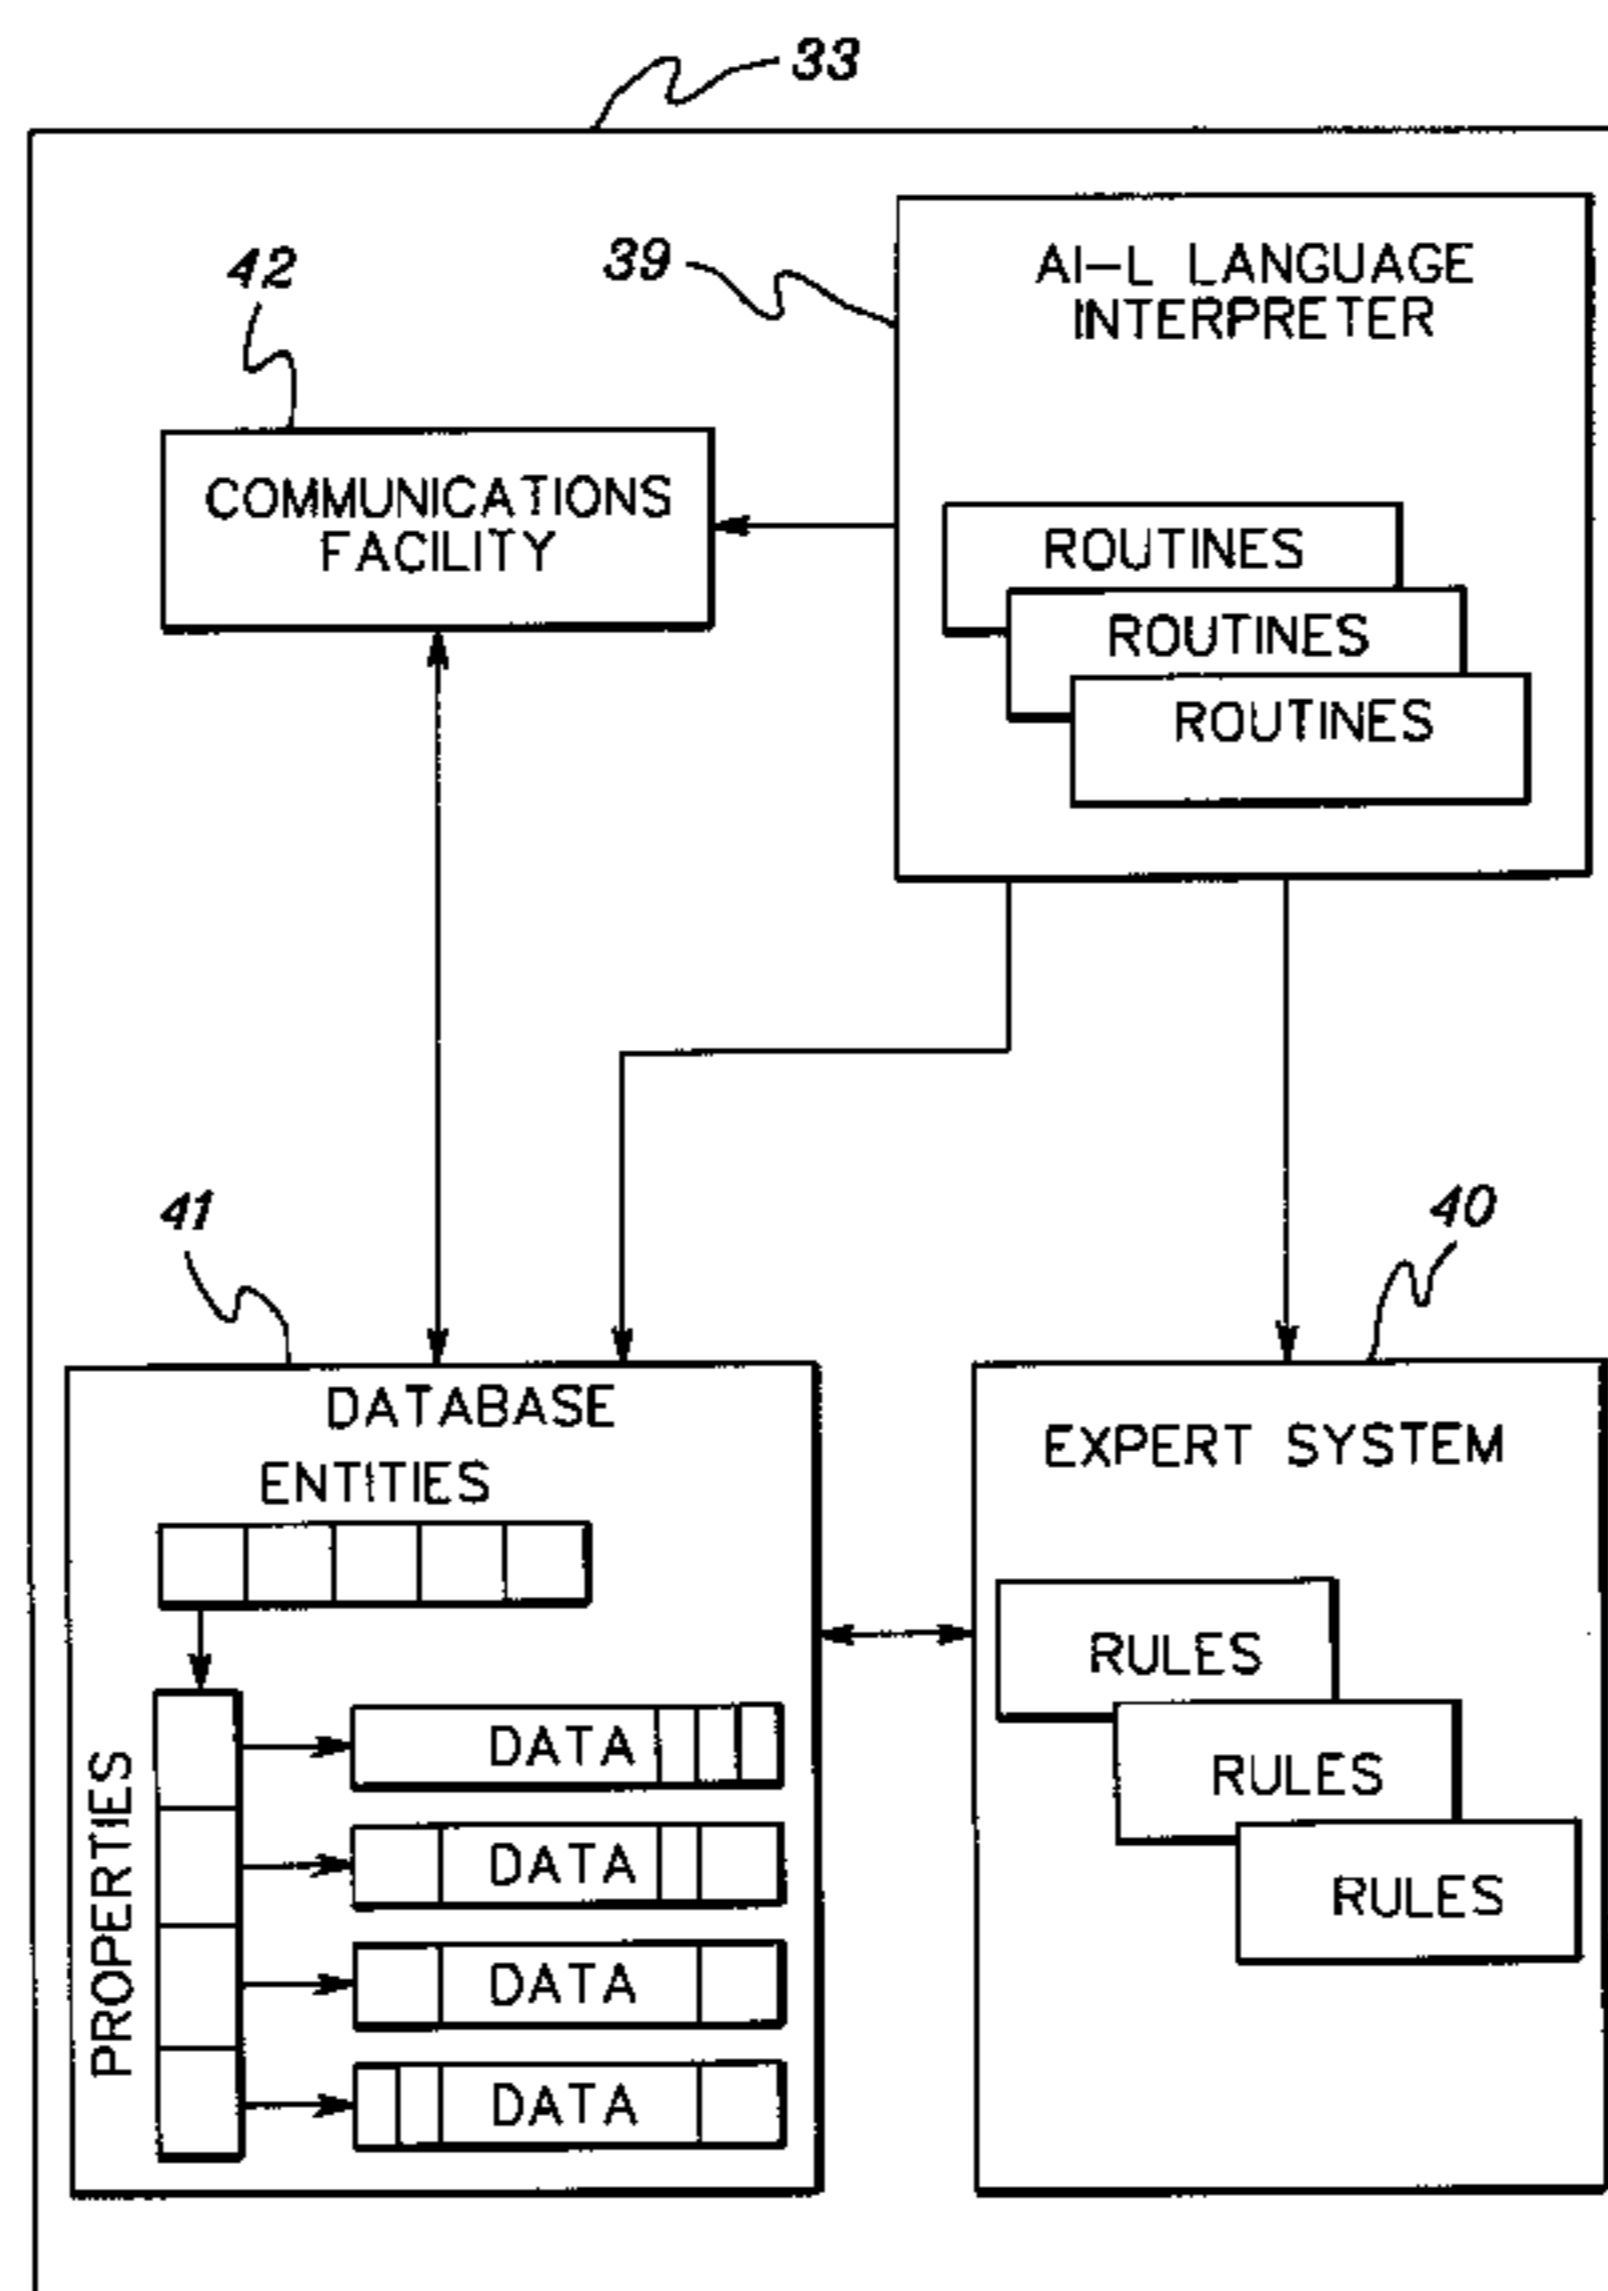 33
39
AI-L LANGUAGE
INTERPRETER
42
COMMUNICATIONS
FACILITY
ROUTINES
ROUTINES
ROUTINES
41
40
DATABASE
ENTITIES
EXPERT SYSTEM
PROPERTIES
DATA
DATA
DATA
DATA
RULES
RULES
RULES